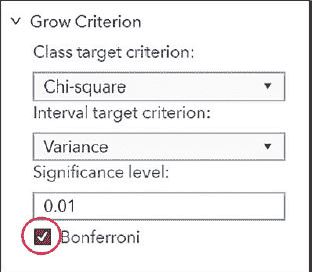 Grow Criterion
Class target criterion:
Chi-square
Interval target criterion:
Variance
Significance level:
0.01
Bonferroni